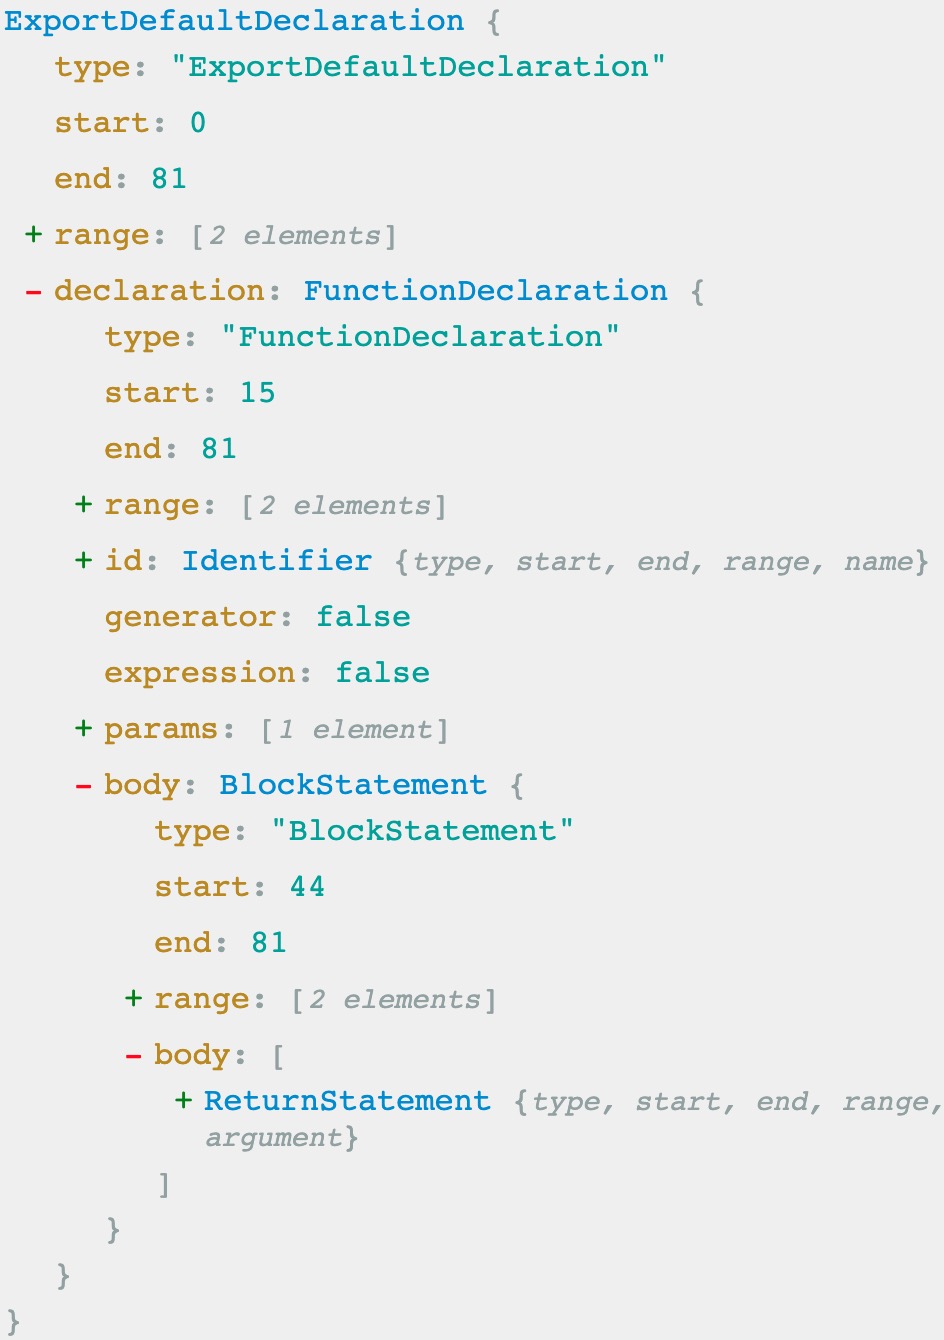 ExportDefaultDeclaration {
type: "ExportDefaultDeclaration"
start: 0
end: 81
+ range: [2 elements]
- declaration: FunctionDeclaration {
type: "FunctionDeclaration"
start: 15
end: 81
+ range: [2 elements]
+ id: Identifier {type, start, end, range, name}
generator: false
expression: false
+ params: [1 element]
- body: BlockStatement {
type: "BlockStatement"
start: 44
end: 81
+ range: [2 elements]
- body: [
+ ReturnStatement {type, start, end, range,
argument}
]
}
}
}